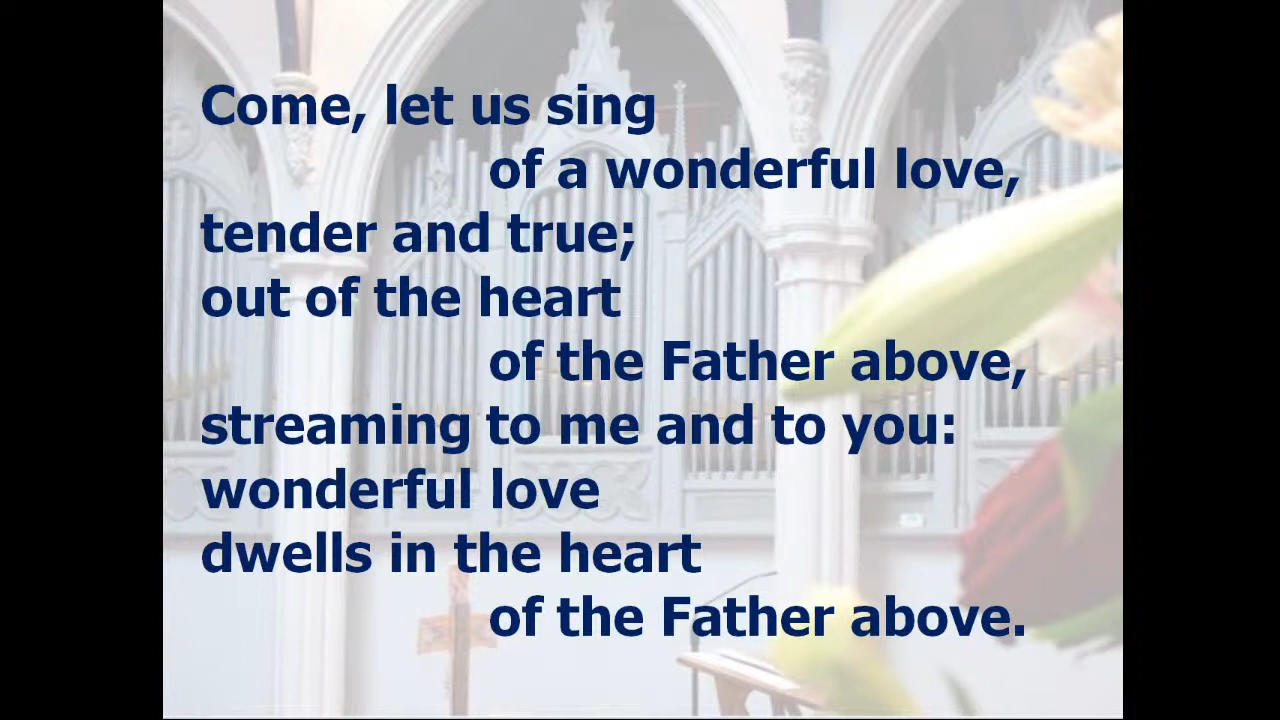 Come, let us sing
of a wonderful love,
tender and true;
out of the heart
of the Father above,
streaming to me and to you:
wonderful love
dwells in the heart
of the Father above.